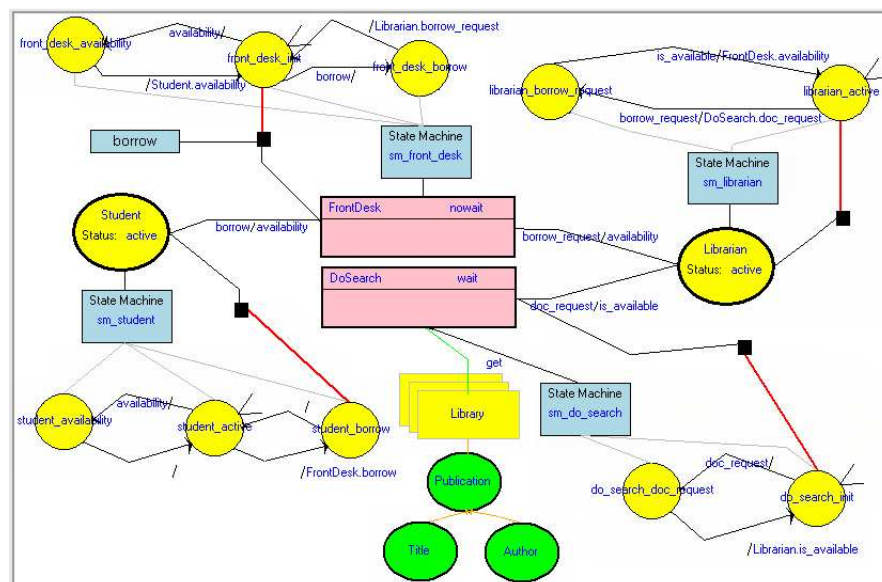 /Librarian.borrow_request
availability/
front_desk_availability
front_desk_init
front_desk_borrow
/Student.availability
borrow/
is_available/FrontDesk.availability
librarian_borrow_request
librarian_active
borrow_request/DoSearch.doc_request
borrow
State Machine
sm_front_desk
State Machine
sm_librarian
Student
Status: active
borrow/availability
FrontDesk nowait
borrow_request/availability
Librarian
Status: active
DoSearch wait
doc_request/is_available
State Machine
sm_student
get
State Machine
sm_do_search
Library
student_availability
availability/
student_active
/
student_borrow
/
/FrontDesk.borrow
Publication
doc_request/
do_search_doc_request
do_search_init
/Librarian.is_available
Title
Author